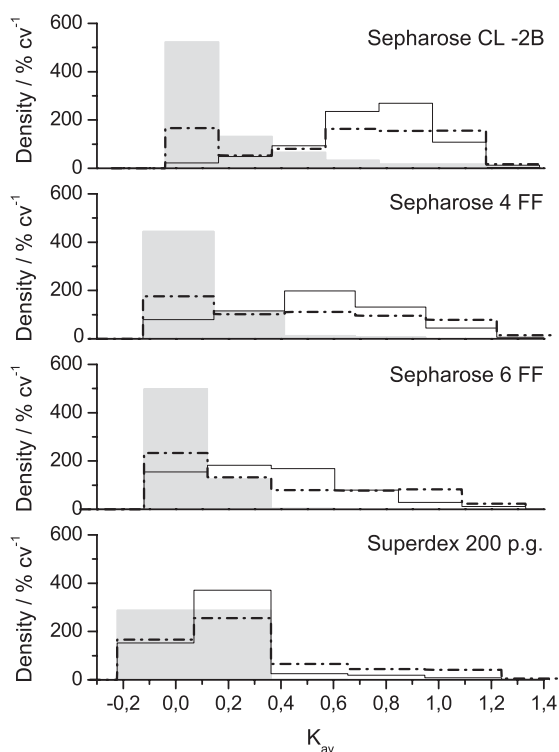 600
400
200
0
Density / % cv⁻¹
Sepharose CL -2B
600
400
200
0
Density / % cv⁻¹
Sepharose 4 FF
600
400
200
0
Density / % cv⁻¹
Sepharose 6 FF
600
400
200
0
Density / % cv⁻¹
Superdex 200 p.g.
-0,2 0,0 0,2 0,4 0,6 0,8 1,0 1,2 1,4
K_av